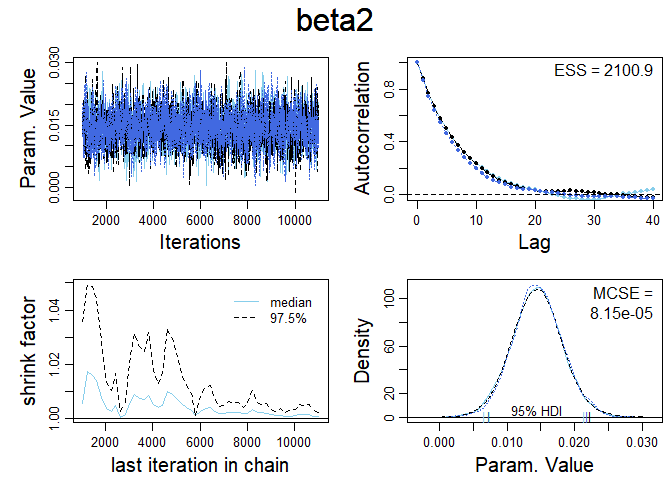 beta2
Param. Value
0.000 0.015 0.030
2000 4000 6000 8000 10000
Iterations
Autocorrelation
0.0 0.4 0.8
ESS = 2100.9
0 10 20 30 40
Lag
shrink factor
1.00 1.02 1.04
median
97.5%
2000 4000 6000 8000 10000
last iteration in chain
Density
0 20 60 100
MCSE =
8.15e-05
95% HDI
0.000 0.010 0.020 0.030
Param. Value